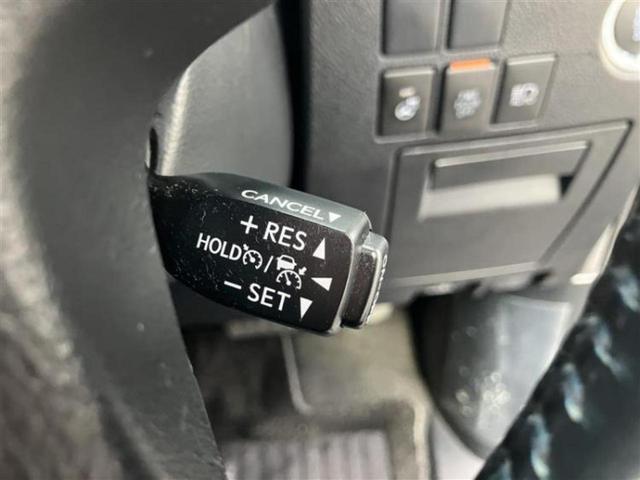 CANCEL▼
+RES▲
HOLD / ◀
−SET▼